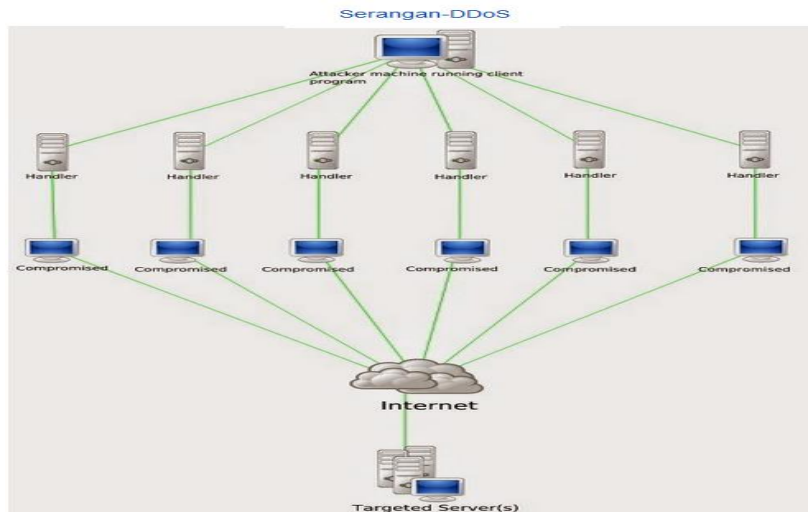 Serangan-DDoS
Attacker machine running client
program
Handler Handler Handler Handler Handler Handler
Compromised Compromised Compromised Compromised Compromised Compromised
Internet
Targeted Server(s)